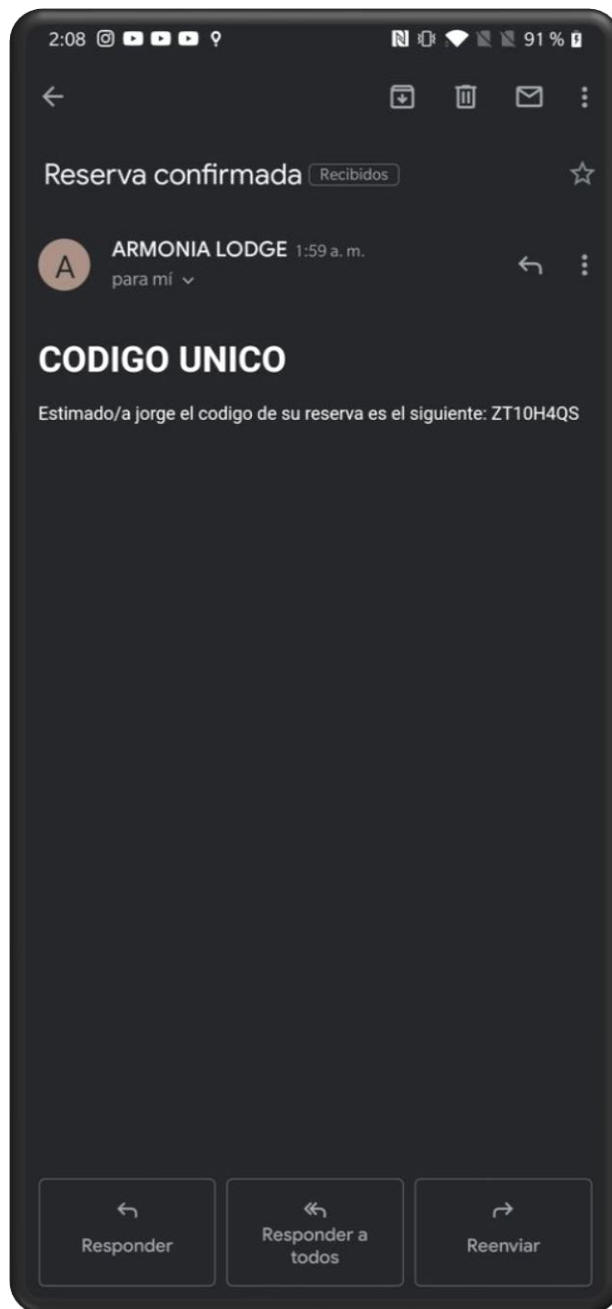 2:08 91 %
Reserva confirmada Recibidos
A ARMONIA LODGE 1:59 a. m.
para mí
CODIGO UNICO
Estimado/a jorge el codigo de su reserva es el siguiente: ZT10H4QS
Responder
Responder a
todos
Reenviar